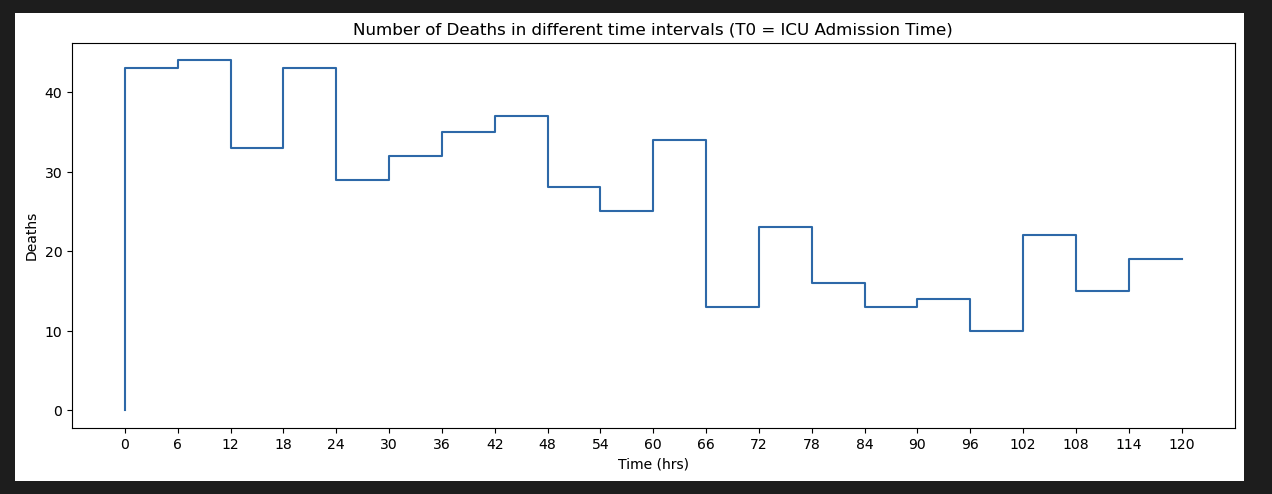 Number of Deaths in different time intervals (T0 = ICU Admission Time)
40
30
20
10
0
Deaths
0 6 12 18 24 30 36 42 48 54 60 66 72 78 84 90 96 102 108 114 120
Time (hrs)